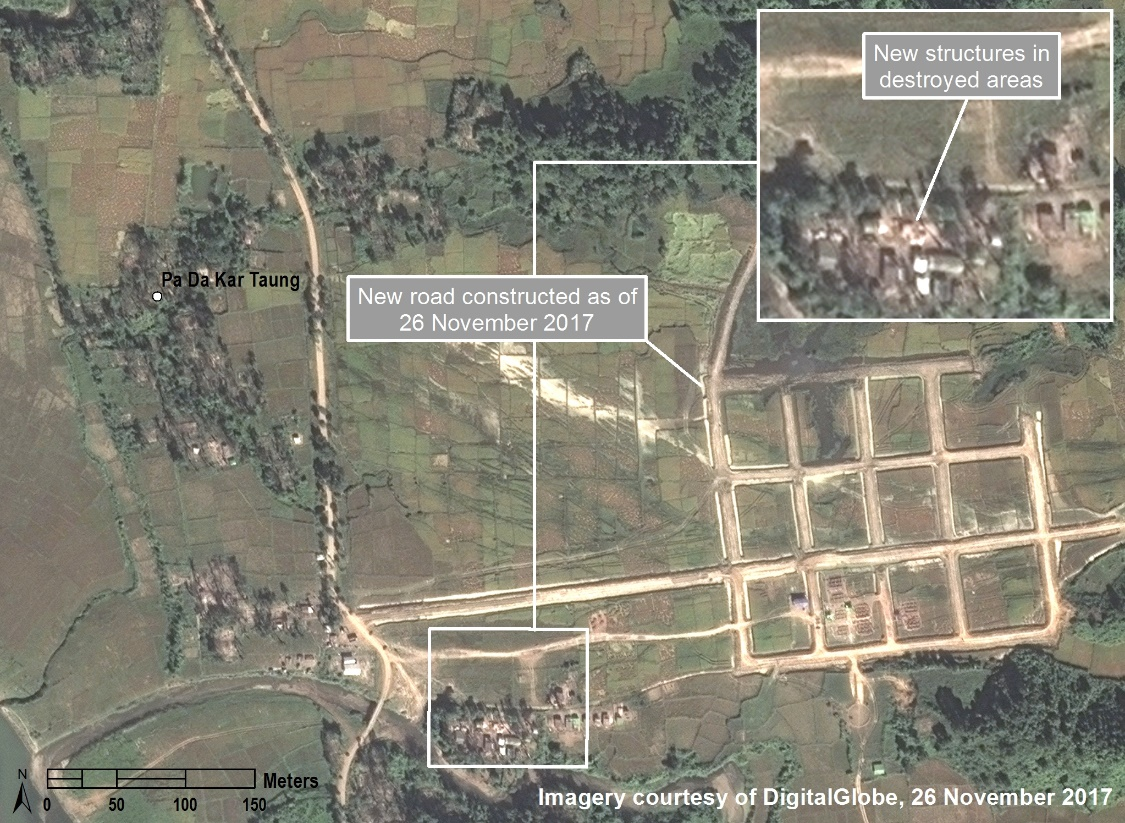 New structures in
destroyed areas
Pa Da Kar Taung
New road constructed as of
26 November 2017
N
Meters
0 50 100 150
Imagery courtesy of DigitalGlobe, 26 November 2017